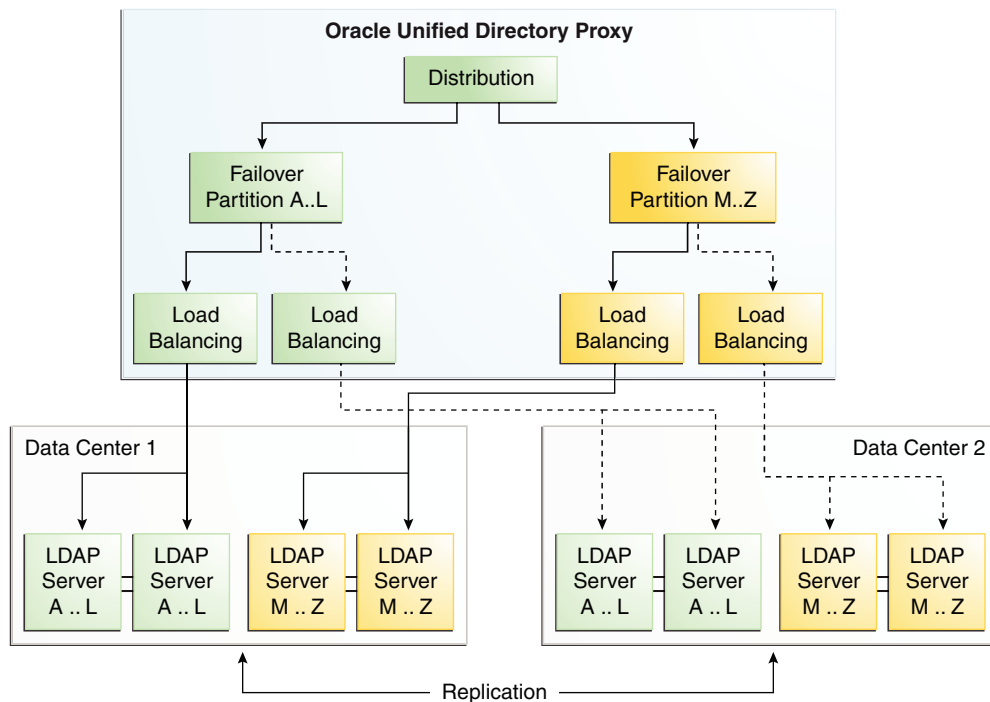 Oracle Unified Directory Proxy
Distribution
Failover
Partition A..L
Failover
Partition M..Z
Load
Balancing
Load
Balancing
Load
Balancing
Load
Balancing
Data Center 1
Data Center 2
LDAP
Server
A .. L
LDAP
Server
A .. L
LDAP
Server
M .. Z
LDAP
Server
M .. Z
LDAP
Server
A .. L
LDAP
Server
A .. L
LDAP
Server
M .. Z
LDAP
Server
M .. Z
Replication